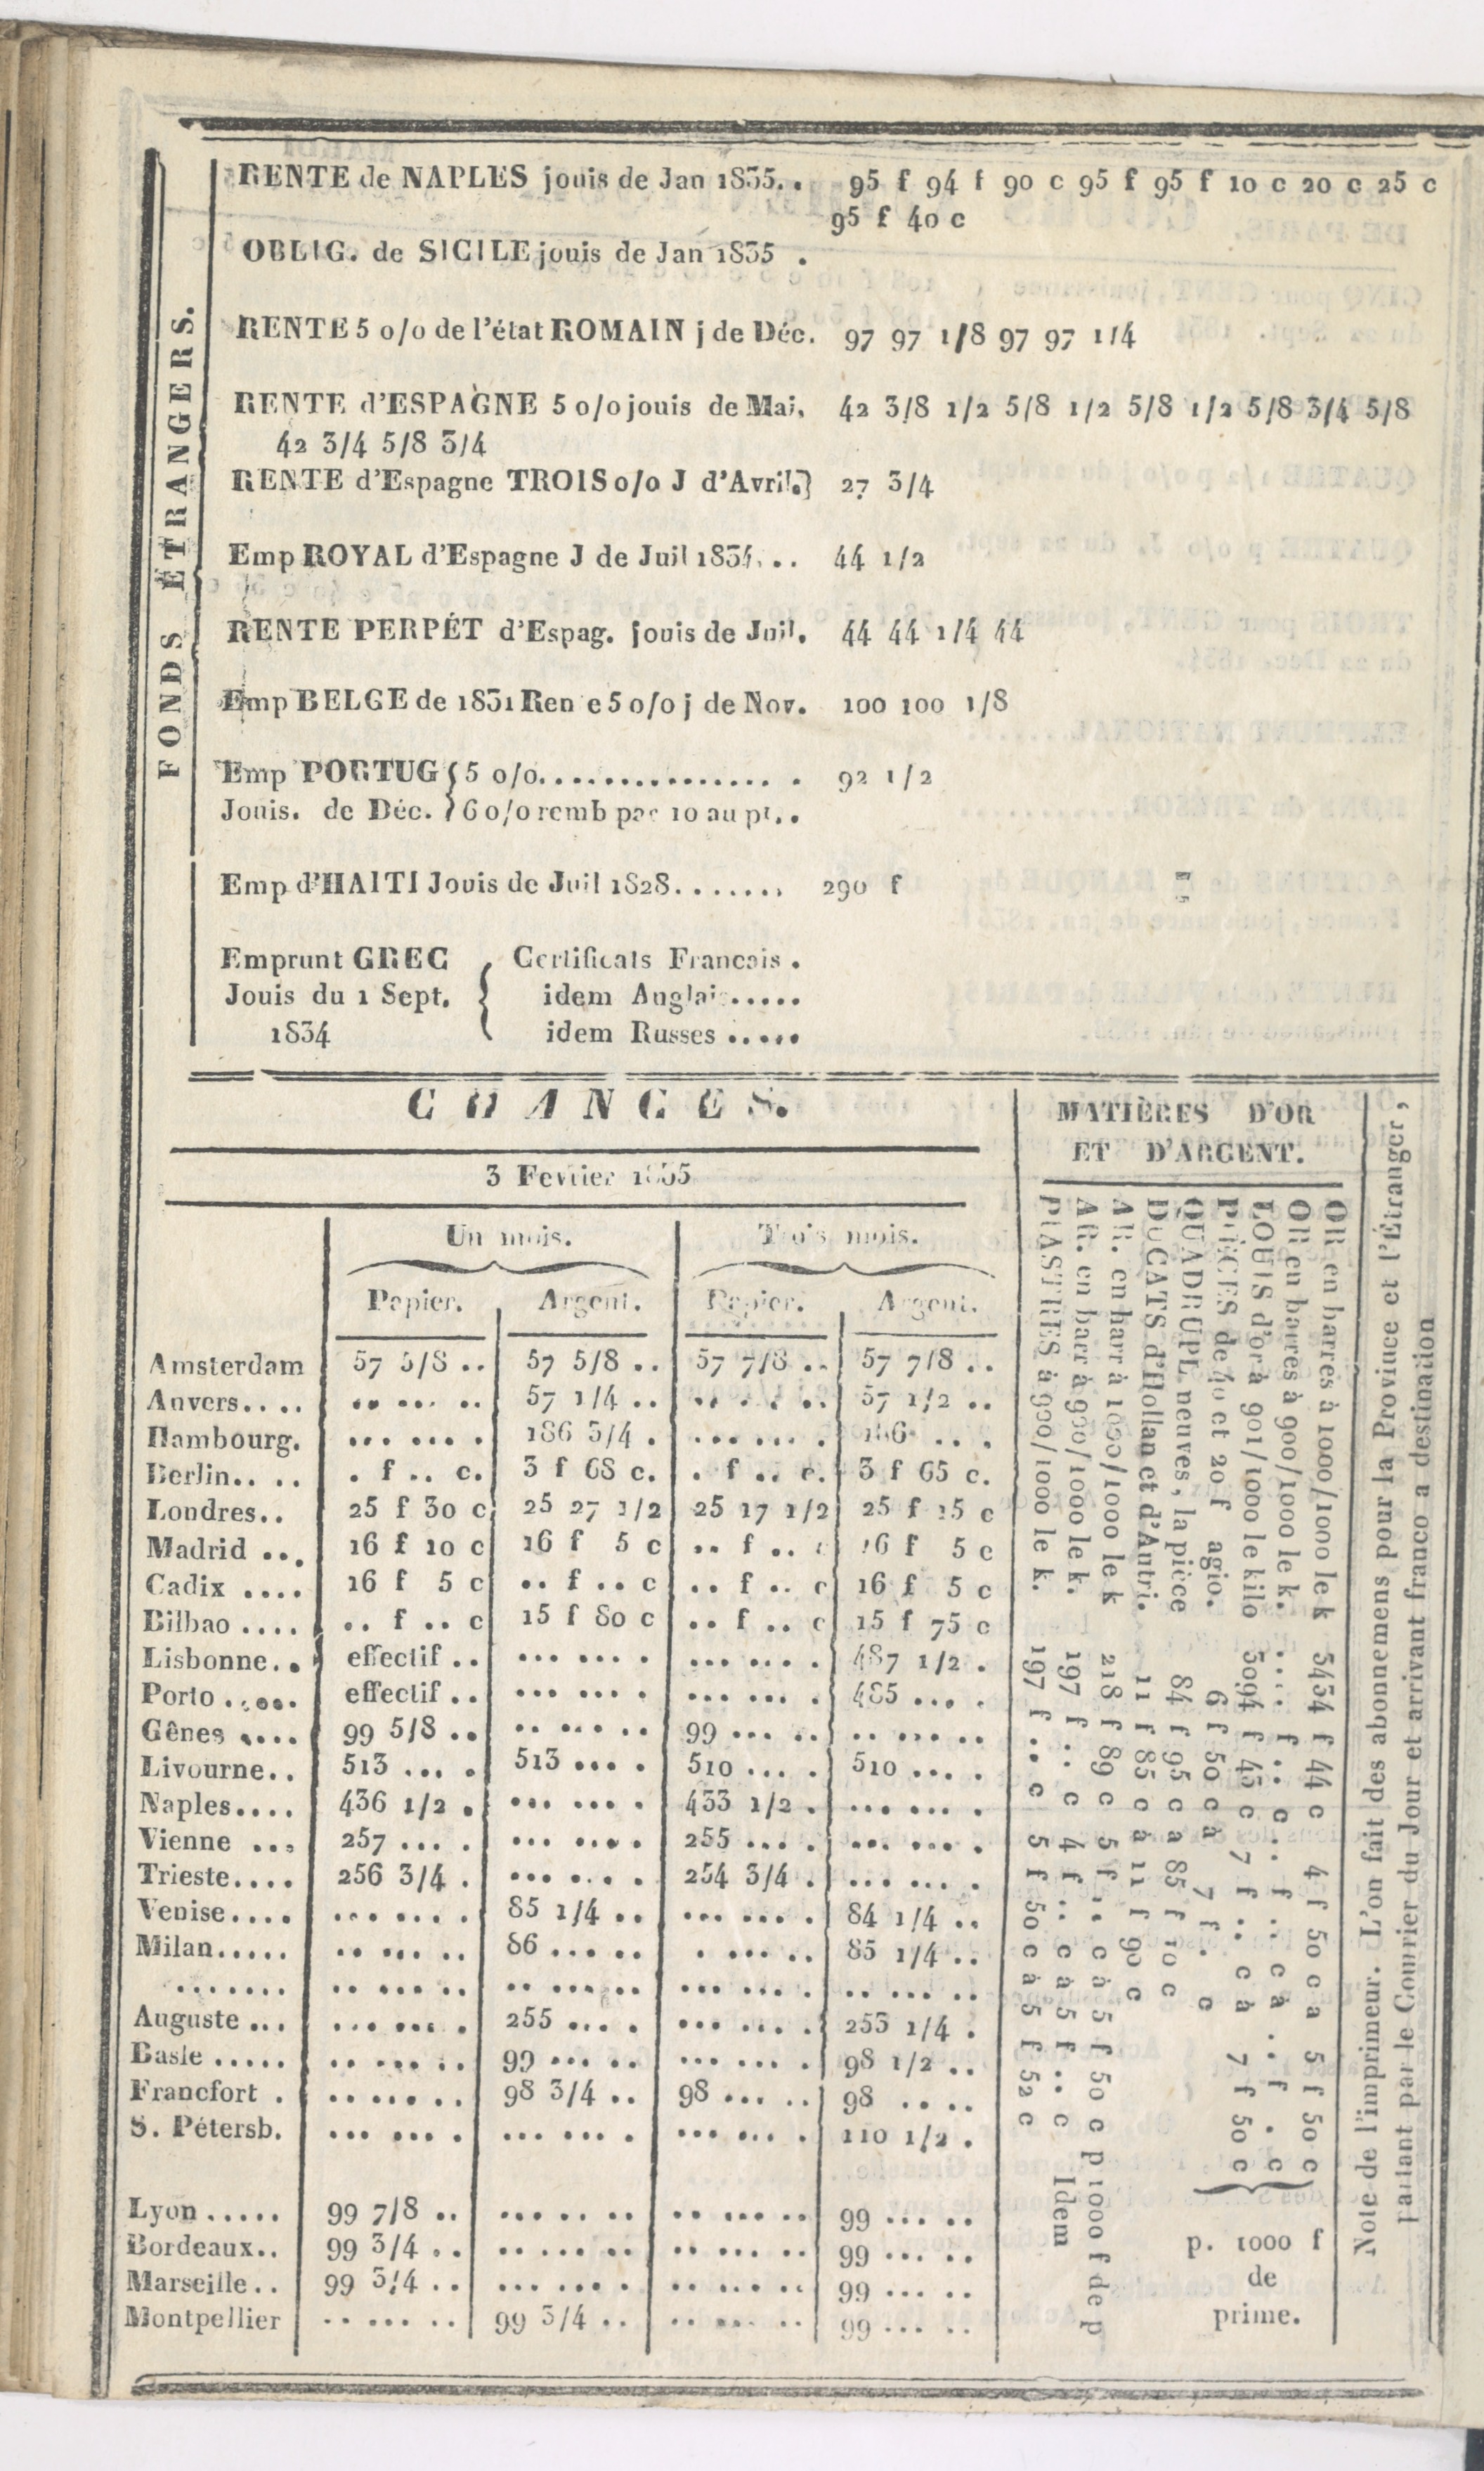 FONDS ÉTRANGERS.
RENTE de NAPLES jouis de Jan 1835.. 95 f 94 f 90 c 95 f 95 f 10 c 20 c 25 c
95 f 40 c
OBLIG. de SICILE jouis de Jan 1835 .
RENTE 5 o/o de l'état ROMAIN j de Déc. 97 97 1/8 97 97 1/4
RENTE d'ESPAGNE 5 o/o jouis de Mai. 42 3/8 1/2 5/8 1/2 5/8 1/2 5/8 3/4 5/8
42 3/4 5/8 3/4
RENTE d'Espagne TROIS o/o J d'Avril.} 27 3/4
Emp ROYAL d'Espagne J de Juil 1834... 44 1/2
RENTE PERPÉT d'Espag. jouis de Juil. 44 44 1/4 44
Emp BELGE de 1831 Ren e 5 o/o j de Nov. 100 100 1/8
Emp PORTUG { 5 o/o................ 92 1/2
Jouis. de Déc. } 6 o/o remb par 10 au pt..
Emp d'HAITI Jouis de Juil 1828....... 290 f
Emprunt GREC { Certificats Francais .
Jouis du 1 Sept. idem Anglais.....
1834 idem Russes .....
CHANGES.
3 Fevrier 1835
Un mois. Trois mois.
Papier. Argent. Papier. Argent.
Amsterdam 57 5/8 .. 57 5/8 .. 57 7/8 .. 57 7/8 ..
Anvers.... .. ... .. 57 1/4 .. .. ... .. 57 1/2 ..
Hambourg. ... ... . 186 3/4 . ... ... . 186 ... .
Berlin.. .. . f .. c. 3 f 68 c. . f .. c. 3 f 65 c.
Londres.. 25 f 30 c 25 27 1/2 25 17 1/2 25 f 15 c
Madrid ... 16 f 10 c 16 f 5 c .. f .. c 16 f 5 c
Cadix .... 16 f 5 c .. f .. c .. f .. c 16 f 5 c
Bilbao .... .. f .. c 15 f 80 c .. f .. c 15 f 75 c
Lisbonne.. effectif .. ... ... . ... ... . 487 1/2 .
Porto ..... effectif .. ... ... . ... ... . 485 ... .
Gênes .... 99 5/8 .. .. ... .. 99 ... .. .. ... ..
Livourne.. 513 ... . 513 ... . 510 ... . 510 ... .
Naples.... 436 1/2 . ... ... . 433 1/2 . ... ... .
Vienne ... 257 ... . ... ... . 255 ... . ... ... .
Trieste.... 256 3/4 . ... ... . 254 3/4 . ... ... .
Venise.... ... ... . 85 1/4 .. ... ... . 84 1/4 ..
Milan..... .. ... .. 86 ... .. . ... .. 85 1/4 ..
....... .. ... .. .. ... .. ... ... . .. ... ..
Auguste ... ... ... . 255 ... . ... ... . 253 1/4 .
Basle ..... .. ... .. 99 ... .. ... ... . 98 1/2 ..
Francfort . .. ... .. 98 3/4 .. 98 ... .. 98 .. ..
S. Pétersb. ... ... . ... ... . ... ... . 110 1/2 .
Lyon ..... 99 7/8 .. ... .. .. .. ... .. 99 ... ..
Bordeaux.. 99 3/4 .. .. ... .. .. ... .. 99 ... ..
Marseille.. 99 3/4 .. ... ... . .. ... .. 99 ... ..
Montpellier .. ... .. 99 3/4 .. .. ... .. 99 ... ..
MATIÈRES D'OR
ET D'ARGENT.
OR en barres à 1000/1000 le k 3434 f 44 c 4 f 50 c a 5 f 50 c
OR en barres à 900/1000 le k. .... f .. c .. f .. c à .. f . c
LOUIS d'or à 901/1000 le kilo 3094 f 45 c 7 f .. c à 7 f 50 c
PIÈCES de 40 et 20 f agio. 6 f 50 c à 7 f . c
QUADRUPL neuves, la pièce 84 f 95 c a 85 f 10 c
DUCATS d'Hollan et d'Autri. 11 f 85 c à 11 f 90 c
AR. en barr à 1000/1000 le k 218 f 89 c 5 f .. c à 5 f 50 c p 1000 f de p
AR. en barr à 900/1000 le k. 197 f .. c 4 f .. c à 5 f .. c Idem
PIASTRES à 900/1000 le k. 197 f .. c 5 f 50 c à 5 f 52 c
p. 1000 f
de
prime.
Note de l'imprimeur. L'on fait des abonnemens pour la Province et l'Étranger,
partant par le Courrier du Jour et arrivant franco a destination